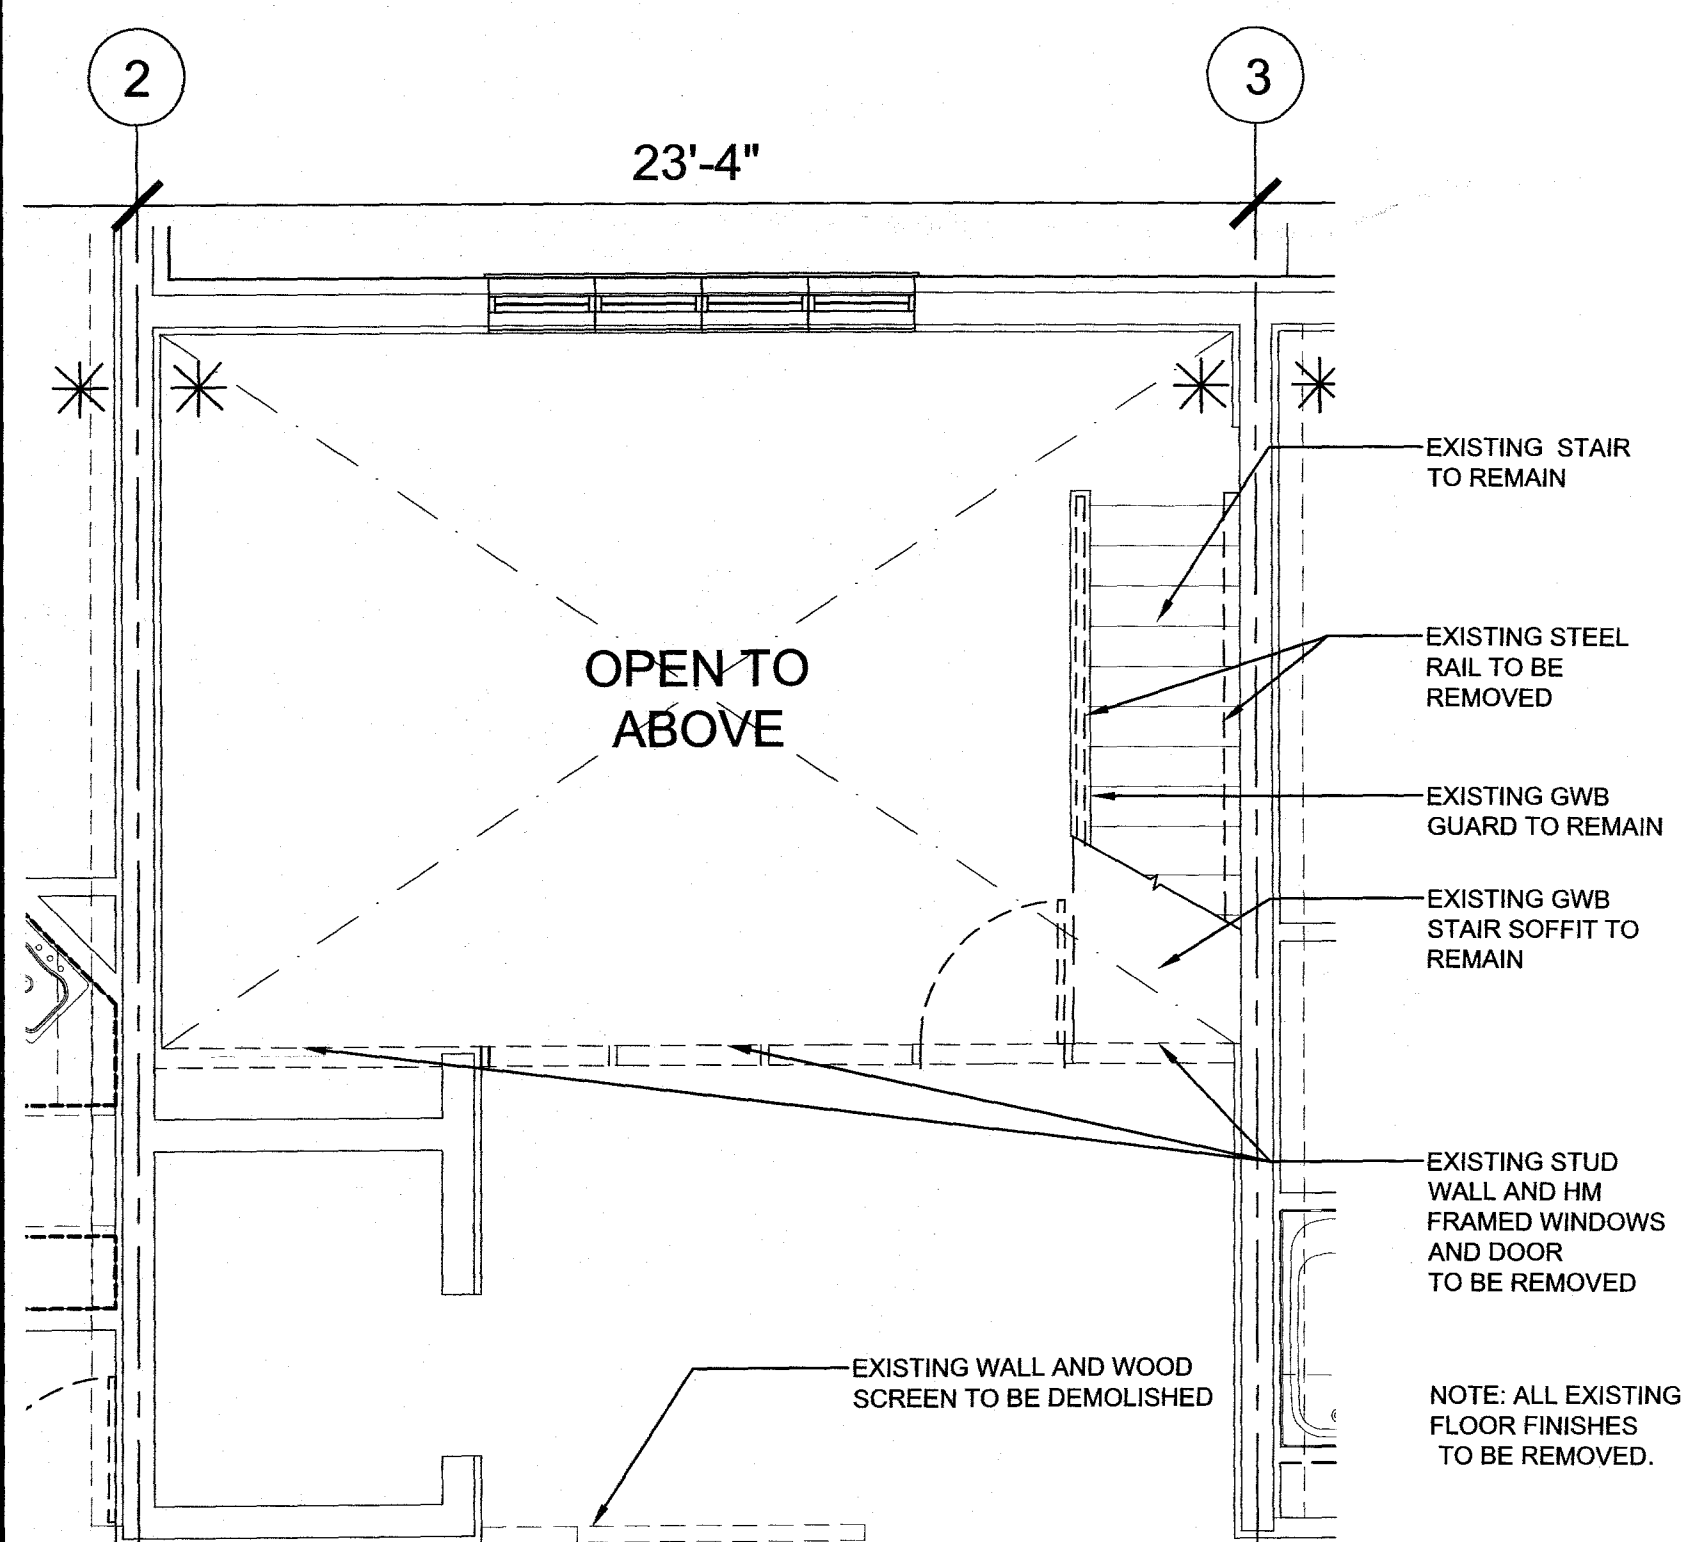 2
3
23'-4"
OPEN TO
ABOVE
EXISTING STAIR
TO REMAIN
EXISTING STEEL
RAIL TO BE
REMOVED
EXISTING GWB
GUARD TO REMAIN
EXISTING GWB
STAIR SOFFIT TO
REMAIN
EXISTING STUD
WALL AND HM
FRAMED WINDOWS
AND DOOR
TO BE REMOVED
EXISTING WALL AND WOOD
SCREEN TO BE DEMOLISHED
NOTE: ALL EXISTING
FLOOR FINISHES
TO BE REMOVED.